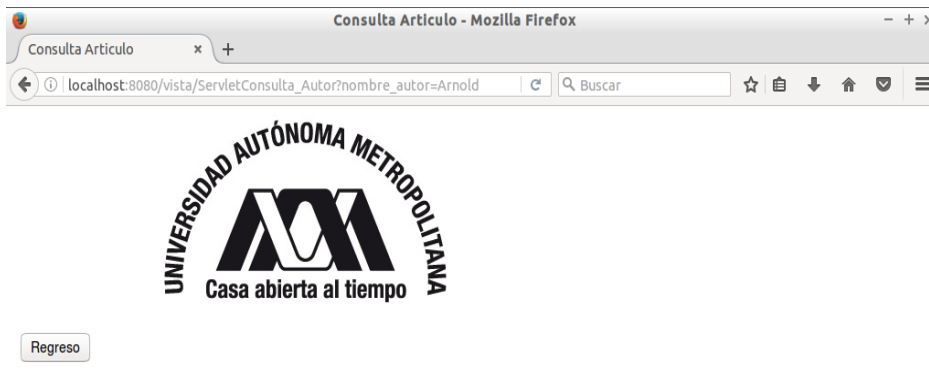 Consulta Articulo - Mozilla Firefox
Consulta Articulo
localhost:8080/vista/ServletConsulta_Autor?nombre_autor=Arnold
Buscar
UNIVERSIDAD AUTÓNOMA METROPOLITANA
Casa abierta al tiempo
Regreso